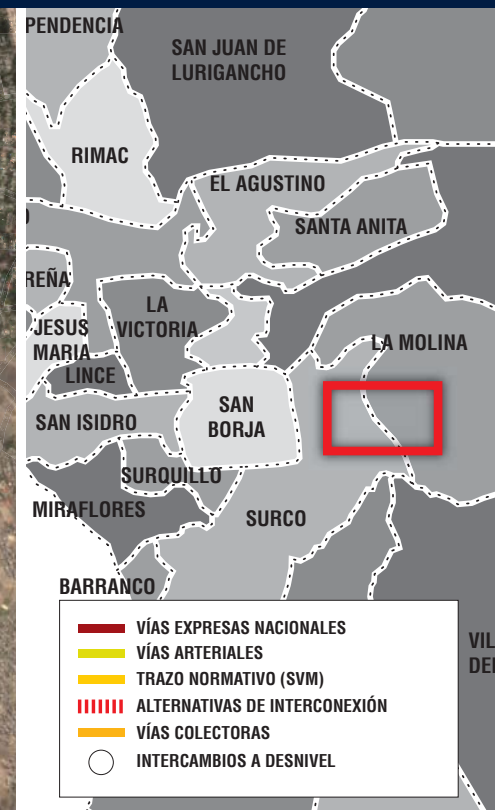 PENDENCIA
SAN JUAN DE
LURIGANCHO
RIMAC
EL AGUSTINO
SANTA ANITA
O
REÑA
LA
VICTORIA
JESUS
MARIA
LA MOLINA
LINCE
SAN ISIDRO
SAN
BORJA
SURQUILLO
MIRAFLORES
SURCO
BARRANCO
VIL
DEL
VÍAS EXPRESAS NACIONALES
VÍAS ARTERIALES
TRAZO NORMATIVO (SVM)
ALTERNATIVAS DE INTERCONEXIÓN
VÍAS COLECTORAS
INTERCAMBIOS A DESNIVEL